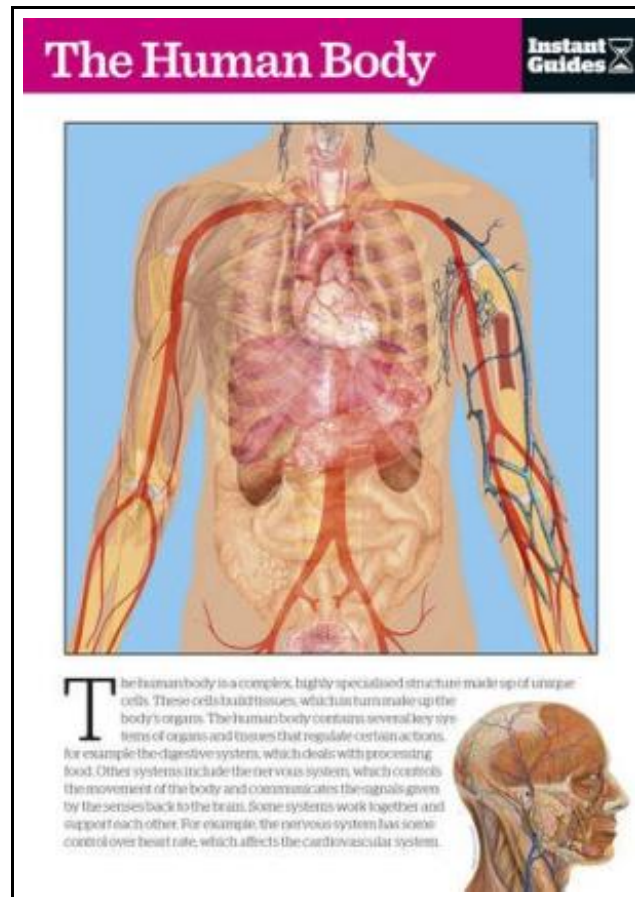 The Human Body
Instant
Guides
The human body is a complex, highly specialised structure made up of unique
cells. These cells build tissues, which in turn make up the
body's organs. The human body contains several key sys
tems of organs and tissues that regulate certain actions,
for example the digestive system, which deals with processing
food. Other systems include the nervous system, which controls
the movement of the body and communicates the signals given
by the senses back to the brain. Some systems work together and
support each other. For example, the nervous system has some
control over heart rate, which affects the cardiovascular system.